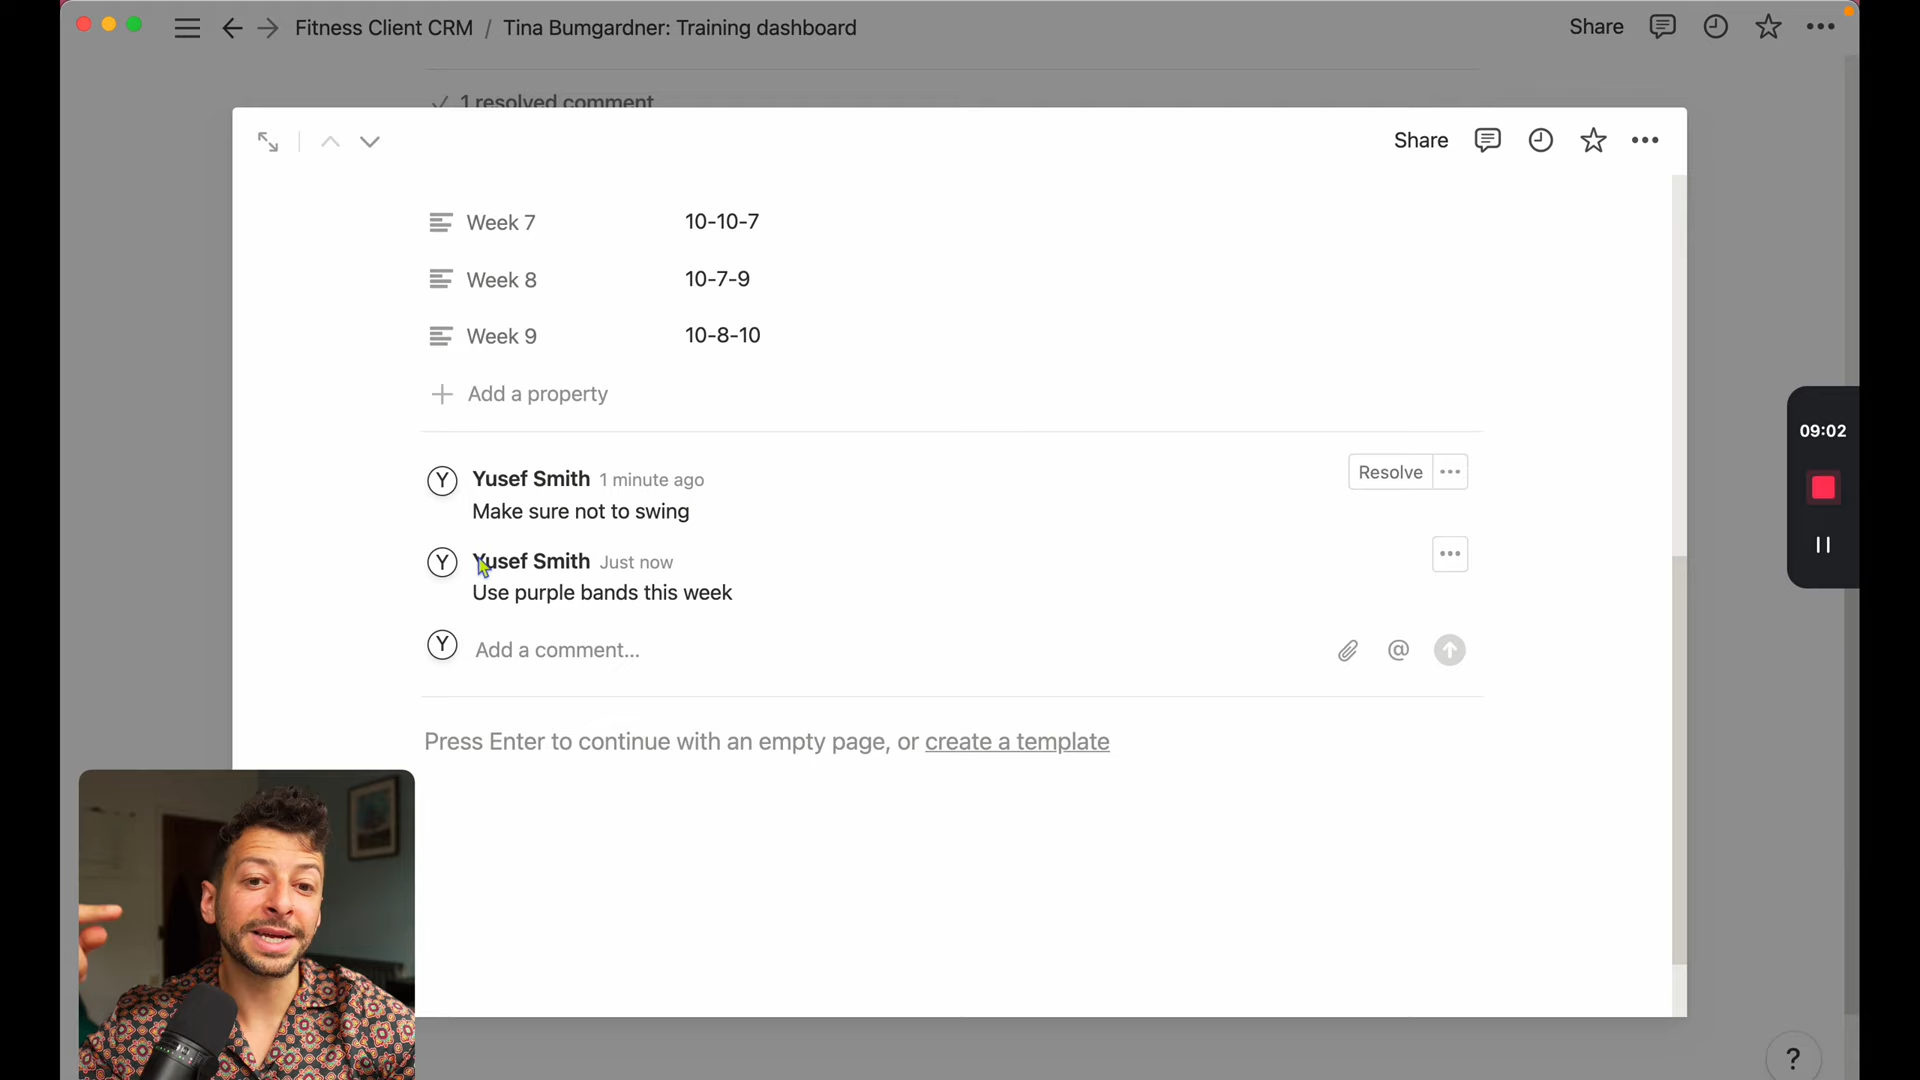 Fitness Client CRM / Tina Bumgardner: Training dashboard
Share
1 resolved comment
Share
Week 7 10-10-7
Week 8 10-7-9
Week 9 10-8-10
Add a property
Y Yusef Smith 1 minute ago
Resolve
Make sure not to swing
Y Yusef Smith Just now
Use purple bands this week
Y Add a comment...
@
Press Enter to continue with an empty page, or create a template
09:02
?